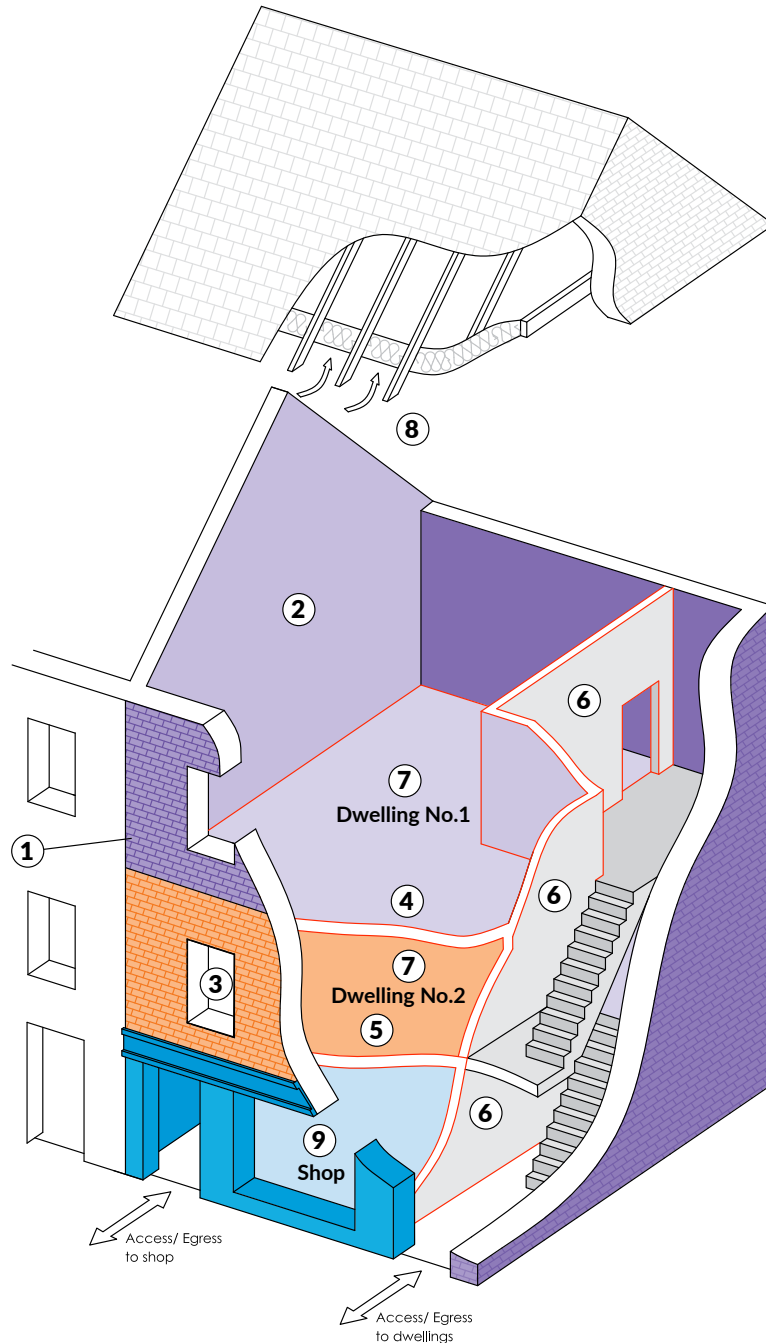 8
2
6
7
Dwelling No.1
1
4
6
7
Dwelling No.2
3
5
6
9
Shop
Access/ Egress
to shop
Access/ Egress
to dwellings